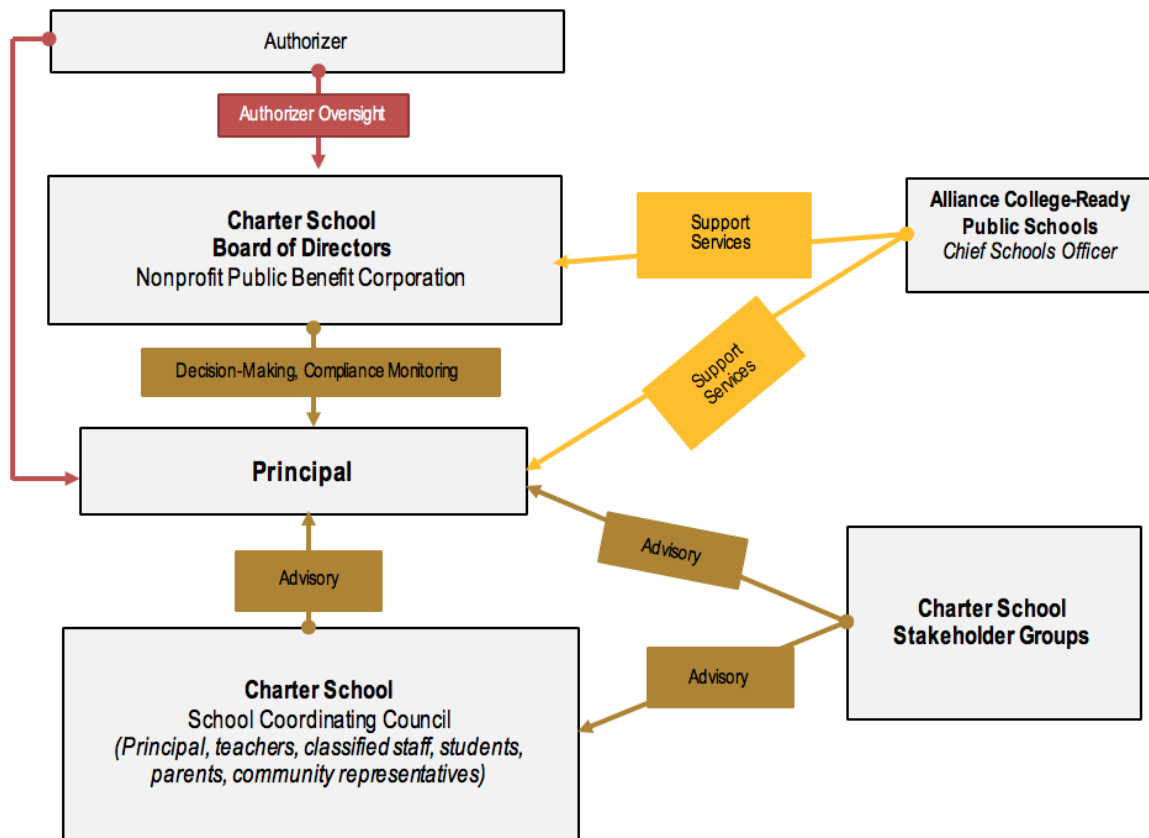 Authorizer
Authorizer Oversight
Charter School
Board of Directors
Nonprofit Public Benefit Corporation
Support
Services
Alliance College-Ready
Public Schools
Chief Schools Officer
Decision-Making, Compliance Monitoring
Support
Services
Principal
Advisory
Advisory
Charter School
Stakeholder Groups
Advisory
Charter School
School Coordinating Council
(Principal, teachers, classified staff, students,
parents, community representatives)